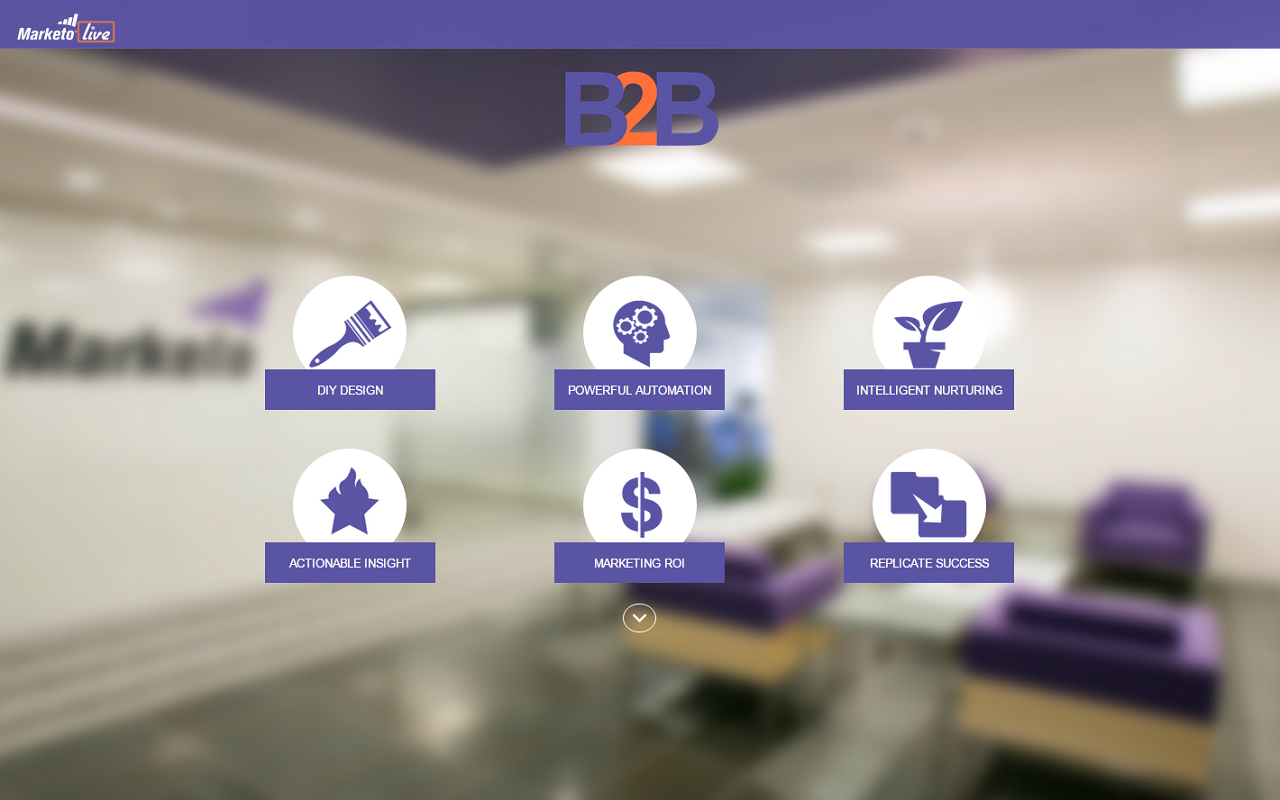 Marketo live
B2B
Marketo
DIY DESIGN
POWERFUL AUTOMATION
INTELLIGENT NURTURING
ACTIONABLE INSIGHT
MARKETING ROI
REPLICATE SUCCESS